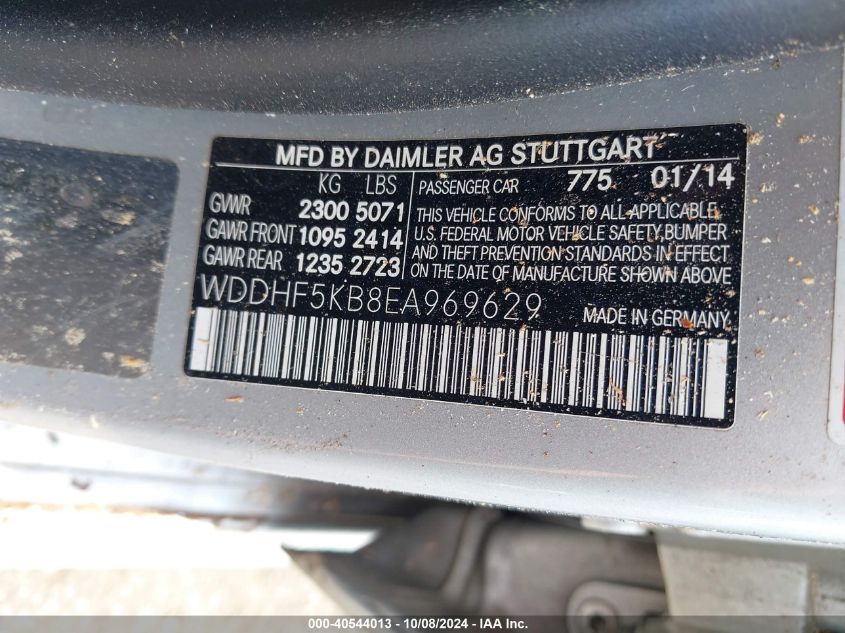 MFD BY DAIMLER AG STUTTGART
KG LBS
GVWR 2300 5071
GAWR FRONT 1095 2414
GAWR REAR 1235 2723
PASSENGER CAR 775 01/14
THIS VEHICLE CONFORMS TO ALL APPLICABLE
U.S. FEDERAL MOTOR VEHICLE SAFETY,BUMPER
AND THEFT PREVENTION STANDARDS IN EFFECT
ON THE DATE OF MANUFACTURE SHOWN ABOVE
WDDHF5KB8EA969629
MADE IN GERMANY
000-40544013 - 10/08/2024 - IAA Inc.